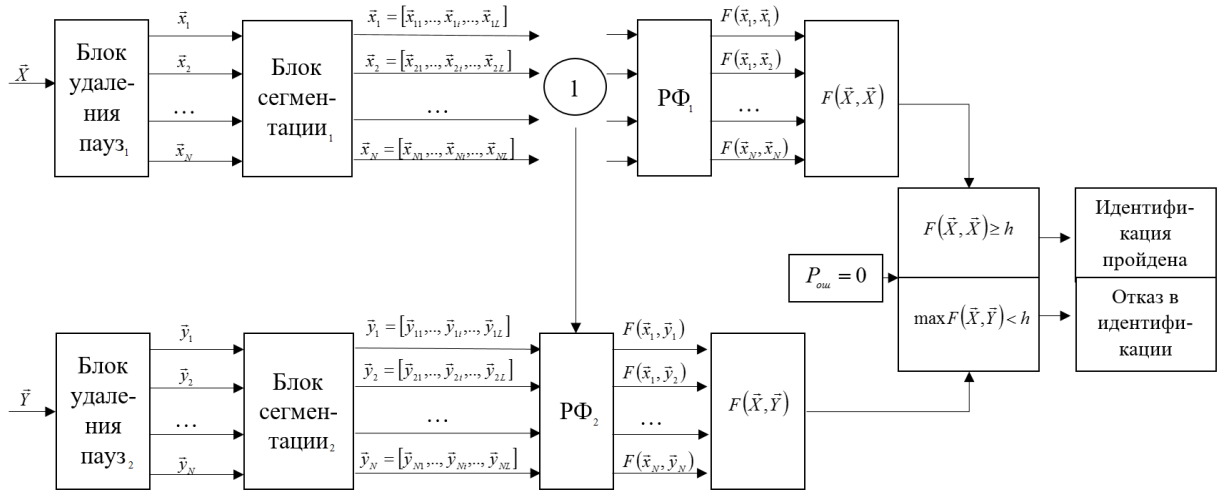 X⃗
Блок
удале-
ния
пауз₁
x⃗₁
x⃗₂
...
x⃗_N
Блок
сегмен-
тации₁
x⃗₁ = [x⃗₁₁,..,x⃗₁ₜ,..,x⃗₁L]
x⃗₂ = [x⃗₂₁,..,x⃗₂ₜ,..,x⃗₂L]
...
x⃗_N = [x⃗_N1,..,x⃗_Nt,..,x⃗_NL]
1
РФ₁
F(x⃗₁,x⃗₁)
F(x⃗₁,x⃗₂)
...
F(x⃗_N,x⃗_N)
F(X⃗,X⃗)
F(X⃗,X⃗)≥h
P_ош = 0
maxF(X⃗,Y⃗)<h
Идентифи-
кация
пройдена
Отказ в
идентифи-
кации
Y⃗
Блок
удале-
ния
пауз₂
y⃗₁
y⃗₂
...
y⃗_N
Блок
сегмен-
тации₂
y⃗₁ = [y⃗₁₁,..,y⃗₁ₜ,..,y⃗₁L]
y⃗₂ = [y⃗₂₁,..,y⃗₂ₜ,..,y⃗₂L]
...
y⃗_N = [y⃗_N1,..,y⃗_Nt,..,y⃗_NL]
РФ₂
F(x⃗₁,y⃗₁)
F(x⃗₁,y⃗₂)
...
F(x⃗_N,y⃗_N)
F(X⃗,Y⃗)